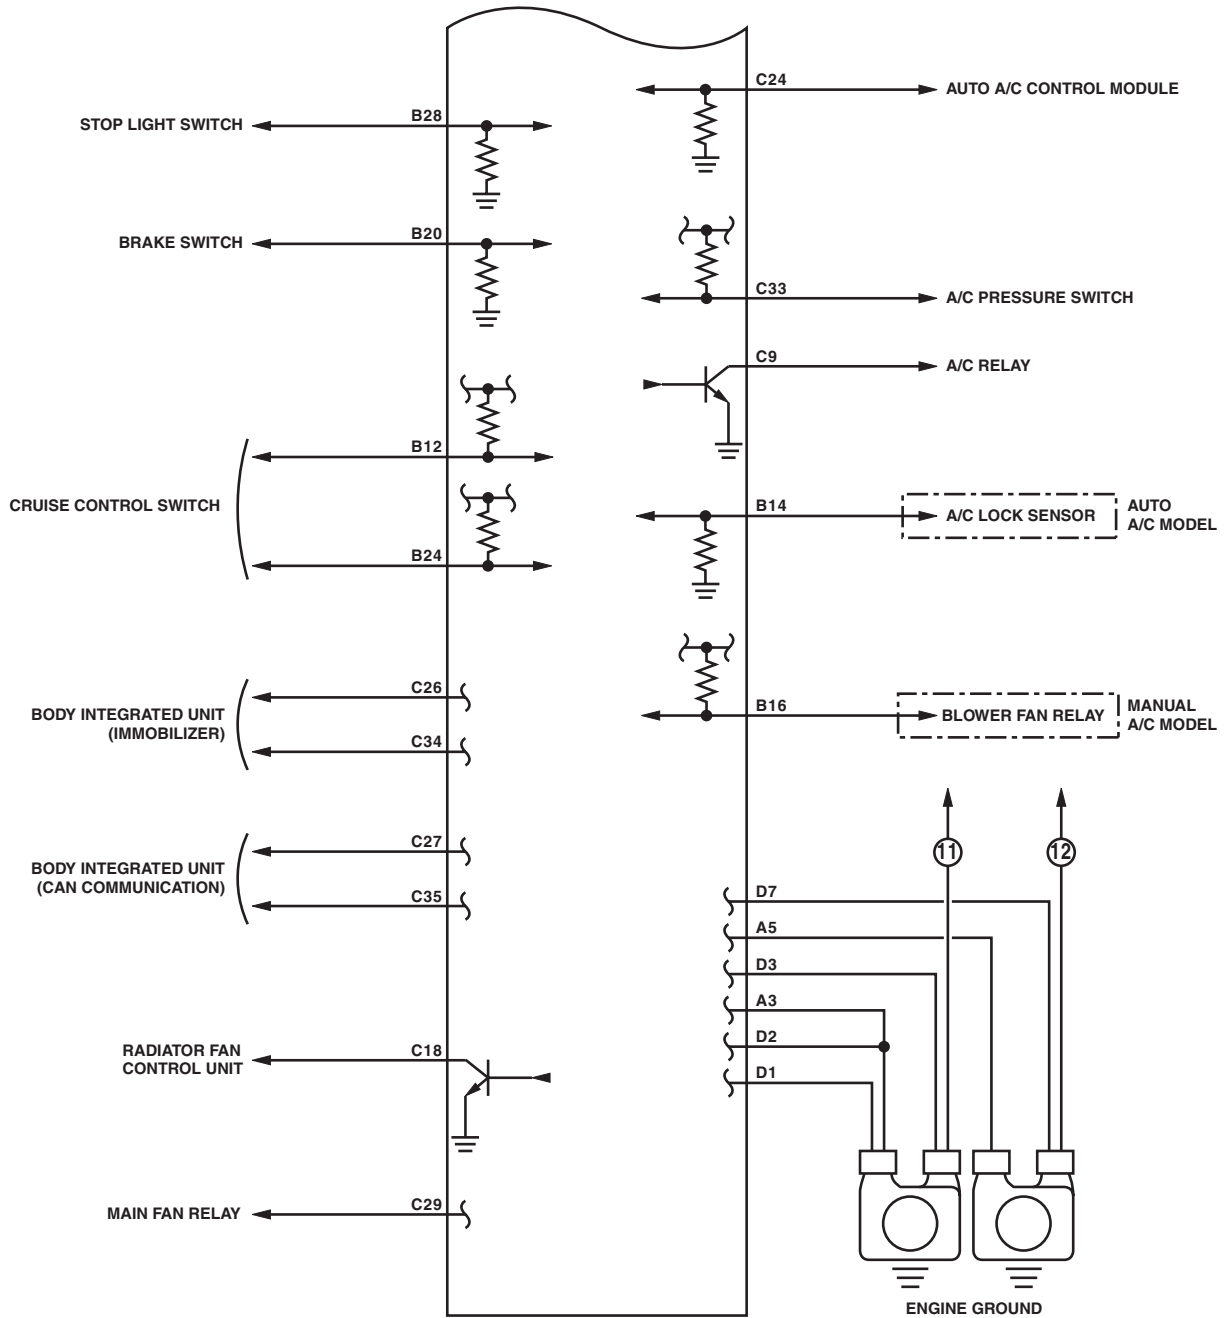 C24
AUTO A/C CONTROL MODULE
STOP LIGHT SWITCH
B28
BRAKE SWITCH
B20
C33
A/C PRESSURE SWITCH
C9
A/C RELAY
B12
CRUISE CONTROL SWITCH
B24
B14
A/C LOCK SENSOR
AUTO
A/C MODEL
C26
BODY INTEGRATED UNIT
(IMMOBILIZER)
C34
B16
BLOWER FAN RELAY
MANUAL
A/C MODEL
C27
BODY INTEGRATED UNIT
(CAN COMMUNICATION)
C35
11
12
D7
A5
D3
A3
D2
D1
RADIATOR FAN
CONTROL UNIT
C18
MAIN FAN RELAY
C29
ENGINE GROUND